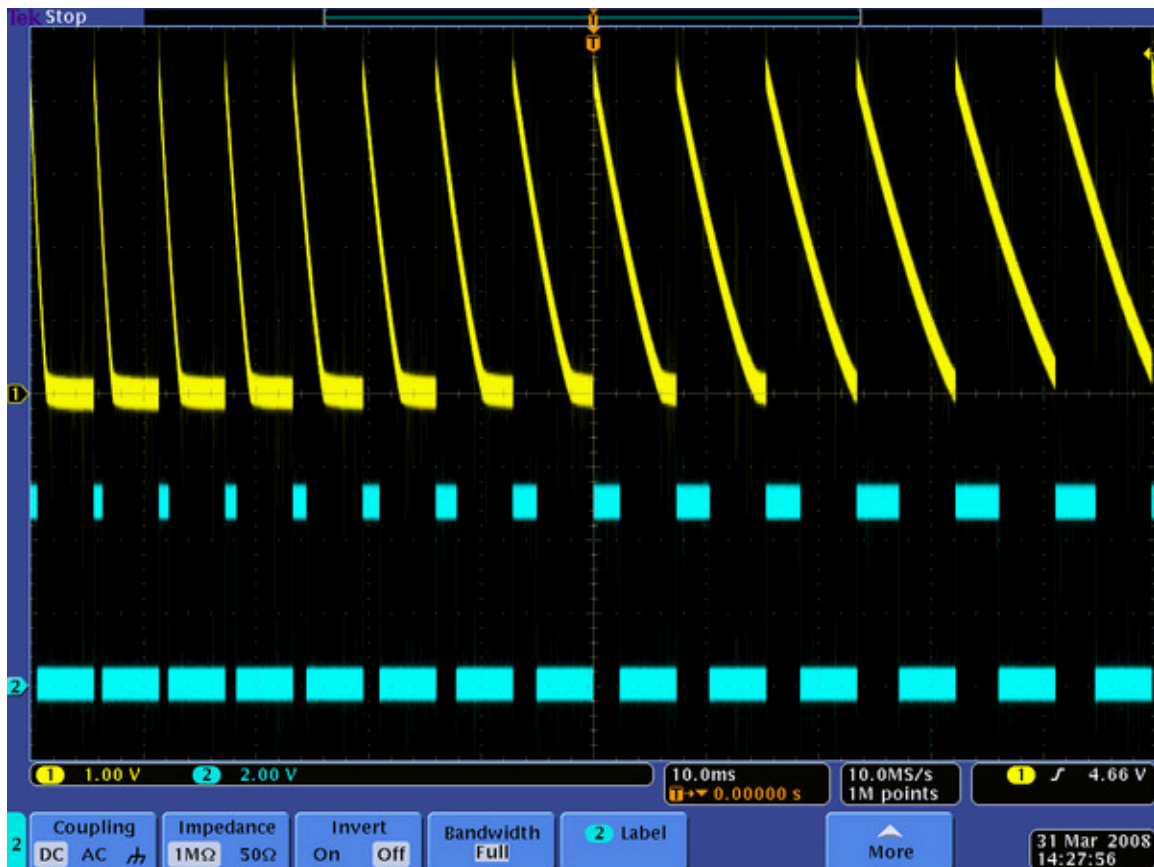 Tek Stop
T
T
1
2
1 1.00 V 2 2.00 V
10.0ms
T→▼ 0.00000 s
10.0MS/s
1M points
1 4.66 V
2
Coupling
DC AC
Impedance
1MΩ 50Ω
Invert
On Off
Bandwidth
Full
2 Label
More
31 Mar 2008
14:27:56